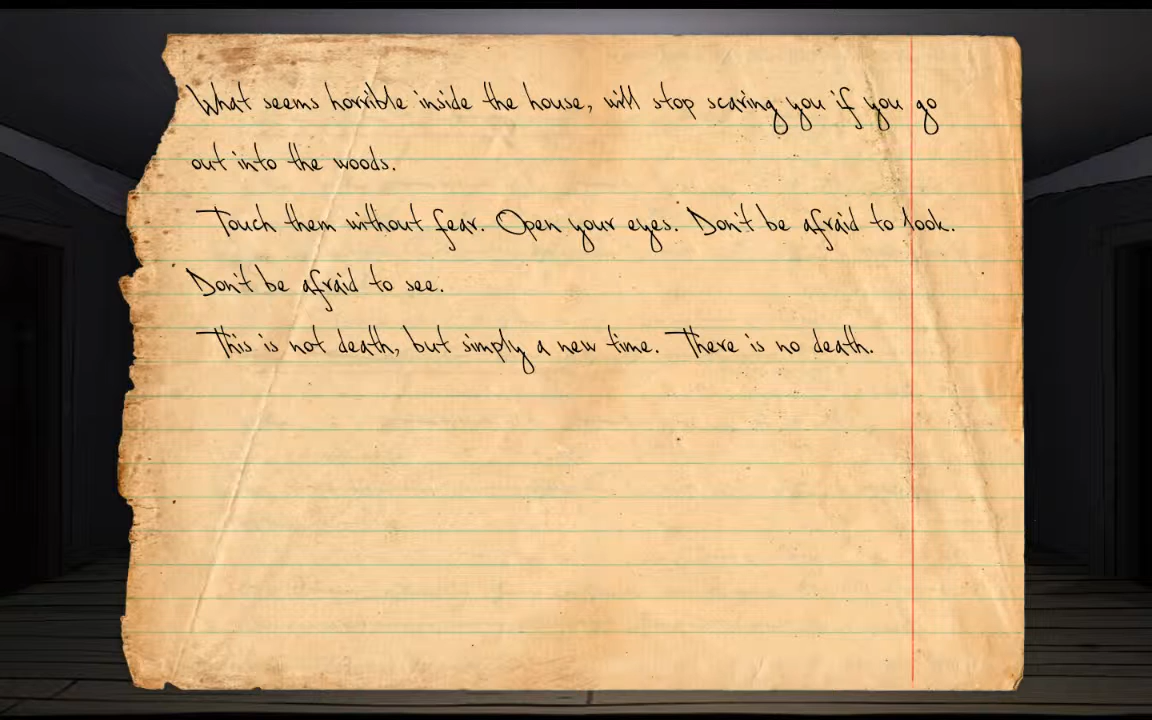 What seems horrible inside the house, will stop scaring you if you go
out into the woods.
Touch them without fear. Open your eyes. Don't be afraid to look.
Don't be afraid to see.
This is not death, but simply a new time. There is no death.